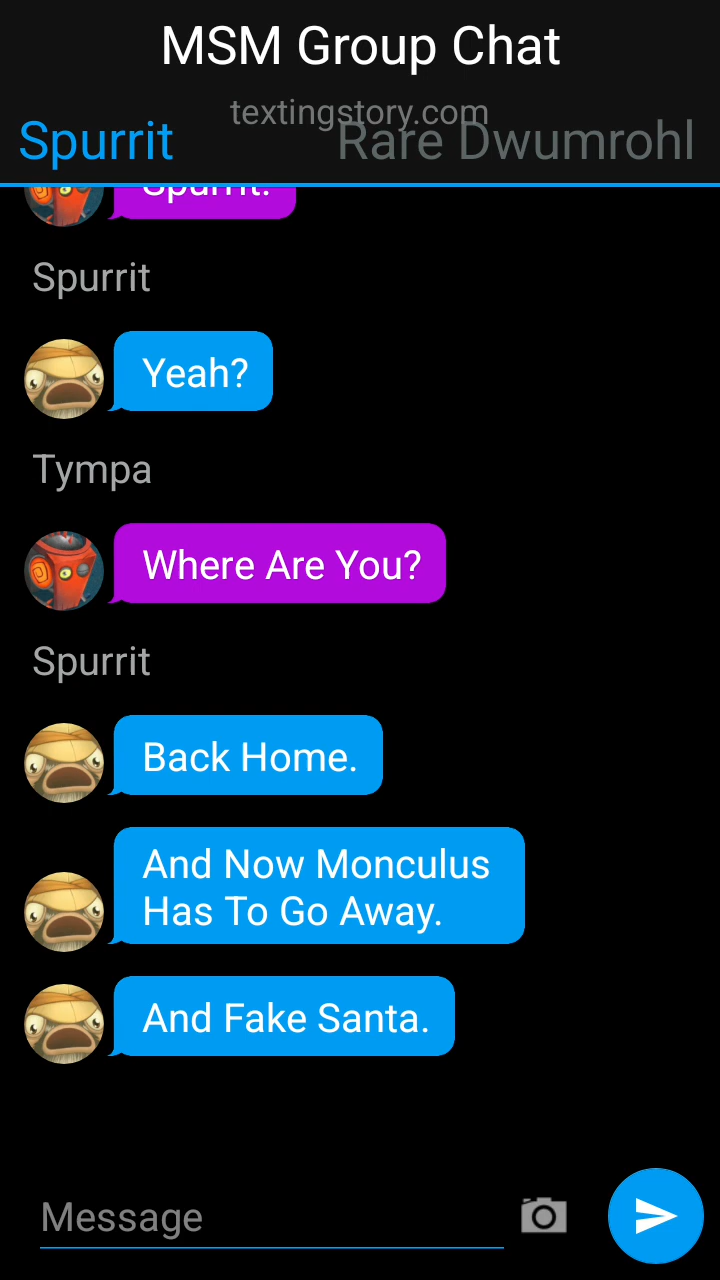 MSM Group Chat
textingstory.com
Spurrit
Rare Dwumrohl
Spurrit.
Spurrit
Yeah?
Tympa
Where Are You?
Spurrit
Back Home.
And Now Monculus
Has To Go Away.
And Fake Santa.
Message